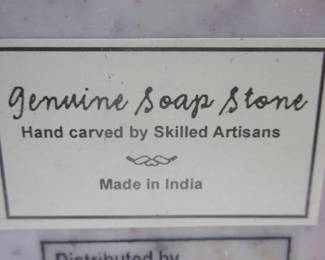 Genuine Soap Stone
Hand carved by Skilled Artisans
Made in India
Distributed by